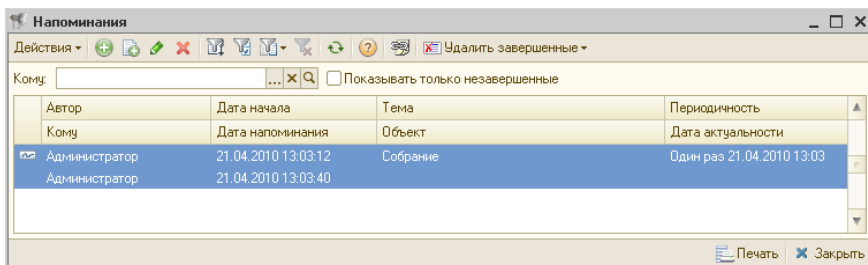 Напоминания
Действия Удалить завершенные
Кому: ... Показывать только незавершенные
Автор Дата начала Тема Периодичность
Кому Дата напоминания Объект Дата актуальности
Администратор 21.04.2010 13:03:12 Собрание Один раз 21.04.2010 13:03
Администратор 21.04.2010 13:03:40
Печать Закрыть